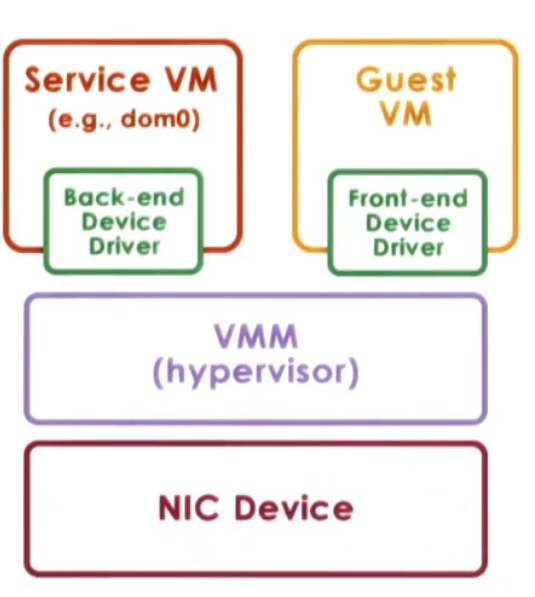 Service VM
(e.g., dom0)
Back-end
Device
Driver
Guest
VM
Front-end
Device
Driver
VMM
(hypervisor)
NIC Device